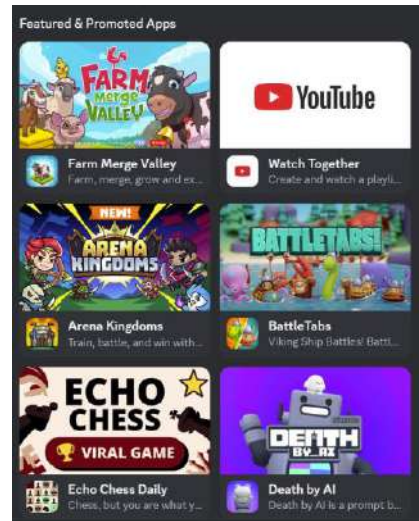 Featured & Promoted Apps
FARM
Merge
VALLEY
Farm Merge Valley
Farm, merge, grow and ex...
YouTube
Watch Together
Create and watch a playli...
NEW!
ARENA
KINGDOMS
Arena Kingdoms
Train, battle, and win with...
BATTLETABS!
BattleTabs
Viking Ship Battles! Battl...
ECHO
CHESS
VIRAL GAME
Echo Chess Daily
Chess, but you are what y...
DEATH
BY AI
Death by AI
Death by AI is a prompt b...